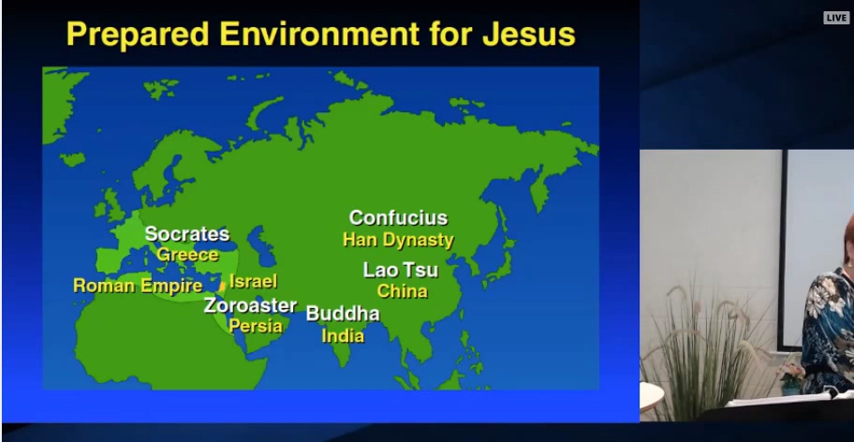 LIVE
Prepared Environment for Jesus
Confucius
Han Dynasty
Socrates
Greece
Lao Tsu
China
Roman Empire
Israel
Zoroaster
Persia
Buddha
India